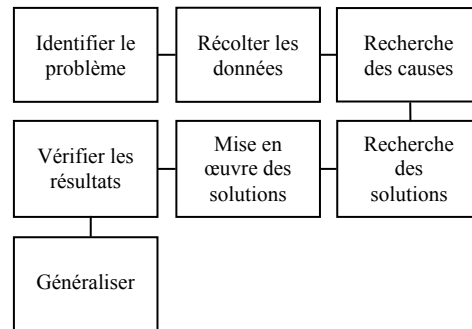 Identifier le
problème
Récolter les
données
Recherche
des causes
Recherche
des
solutions
Mise en
œuvre des
solutions
Vérifier les
résultats
Généraliser